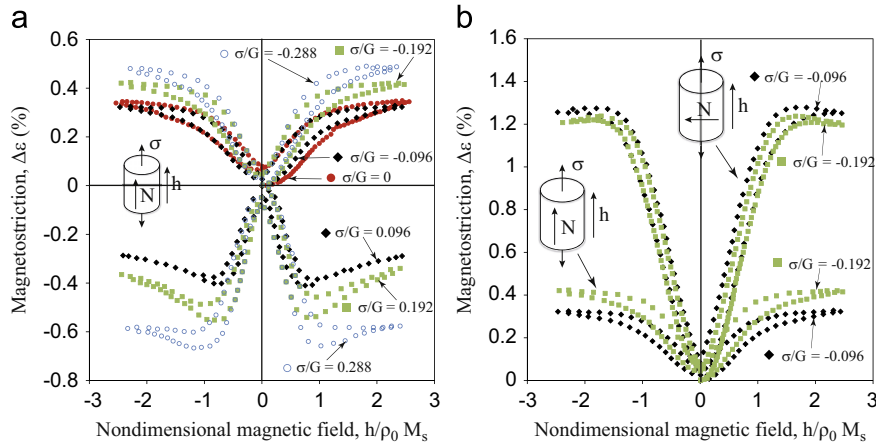 a
Magnetostriction, Δε (%)
0.6
0.4
0.2
0
-0.2
-0.4
-0.6
-0.8
-3
-2
-1
0
1
2
3
Nondimensional magnetic field, h/ρ₀ Mₛ
σ/G = -0.288
σ/G = -0.192
σ/G = -0.096
σ/G = 0
σ/G = 0.096
σ/G = 0.192
σ/G = 0.288
σ
N
h
b
Magnetostriction, Δε (%)
1.6
1.4
1.2
1.0
0.8
0.6
0.4
0.2
0
-3
-2
-1
0
1
2
3
Nondimensional magnetic field, h/ρ₀ Mₛ
σ
N
h
σ/G = -0.096
σ/G = -0.192
σ
N
h
σ/G = -0.192
σ/G = -0.096